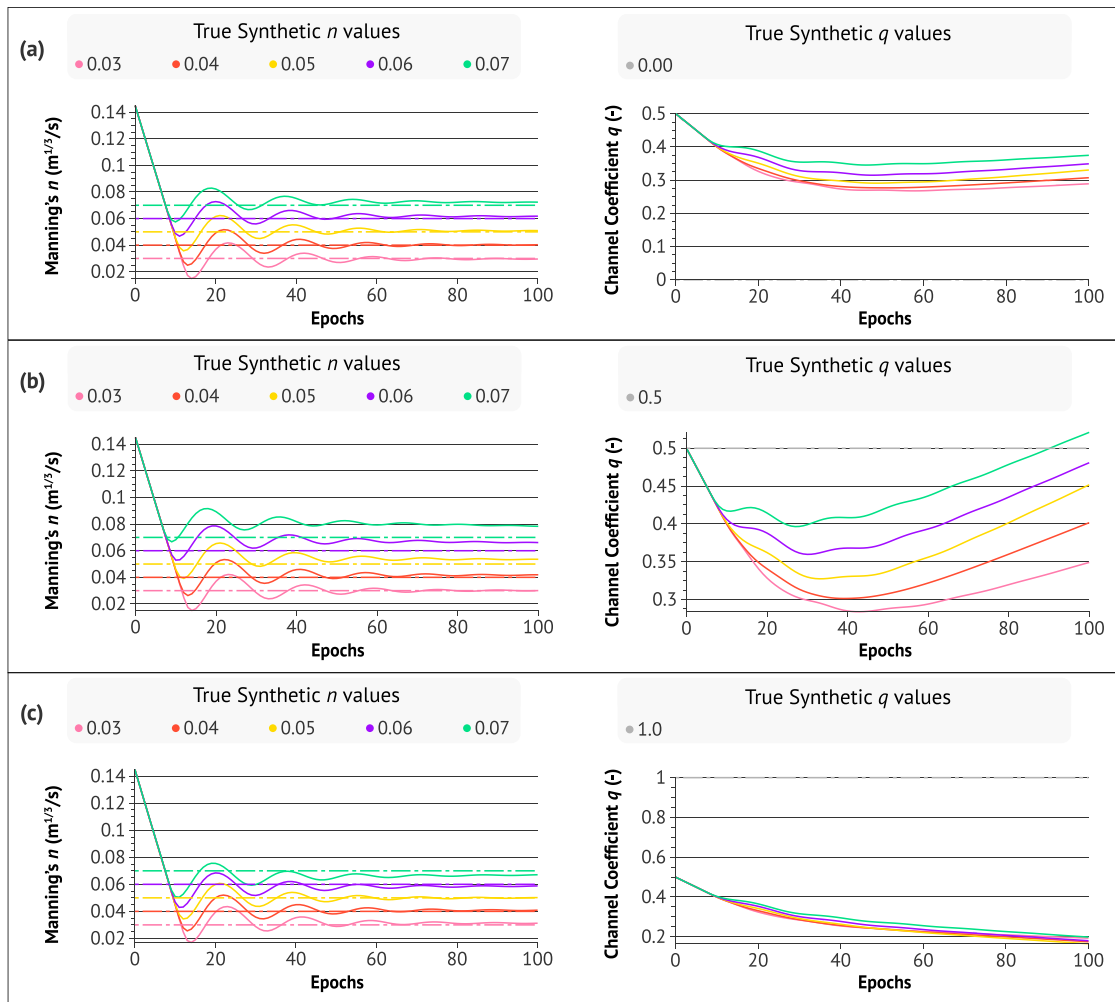 (a)
True Synthetic n values
0.03 0.04 0.05 0.06 0.07
Manning's n (m1/3/s)
0.14
0.12
0.1
0.08
0.06
0.04
0.02
0 20 40 60 80 100
Epochs
True Synthetic q values
0.00
Channel Coefficient q (-)
0.5
0.4
0.3
0.2
0.1
0
0 20 40 60 80 100
Epochs
(b)
True Synthetic n values
0.03 0.04 0.05 0.06 0.07
Manning's n (m1/3/s)
0.14
0.12
0.1
0.08
0.06
0.04
0.02
0 20 40 60 80 100
Epochs
True Synthetic q values
0.5
Channel Coefficient q (-)
0.5
0.45
0.4
0.35
0.3
0 20 40 60 80 100
Epochs
(c)
True Synthetic n values
0.03 0.04 0.05 0.06 0.07
Manning's n (m1/3/s)
0.14
0.12
0.1
0.08
0.06
0.04
0.02
0 20 40 60 80 100
Epochs
True Synthetic q values
1.0
Channel Coefficient q (-)
1
0.8
0.6
0.4
0.2
0 20 40 60 80 100
Epochs